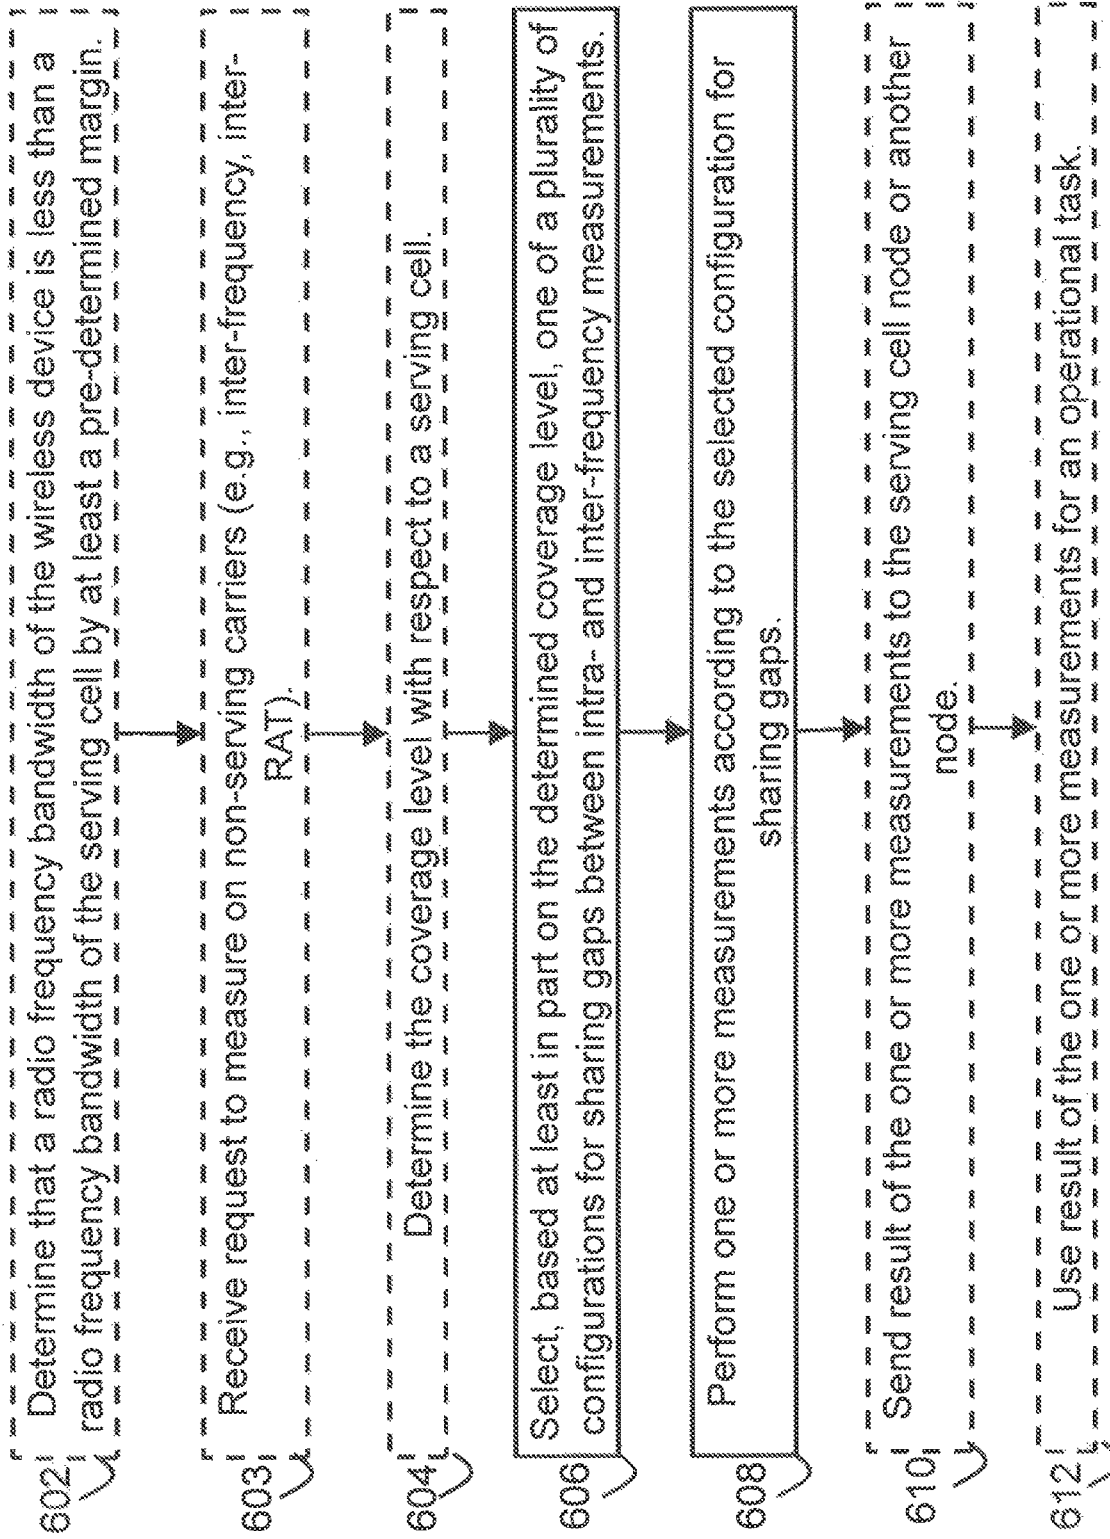 602
Determine that a radio frequency bandwidth of the wireless device is less than a
radio frequency bandwidth of the serving cell by at least a pre-determined margin.
603
Receive request to measure on non-serving carriers (e.g., inter-frequency, inter-
RAT).
604
Determine the coverage level with respect to a serving cell.
606
Select, based at least in part on the determined coverage level, one of a plurality of
configurations for sharing gaps between intra- and inter-frequency measurements.
608
Perform one or more measurements according to the selected configuration for
sharing gaps.
610
Send result of the one or more measurements to the serving cell node or another
node.
612
Use result of the one or more measurements for an operational task.